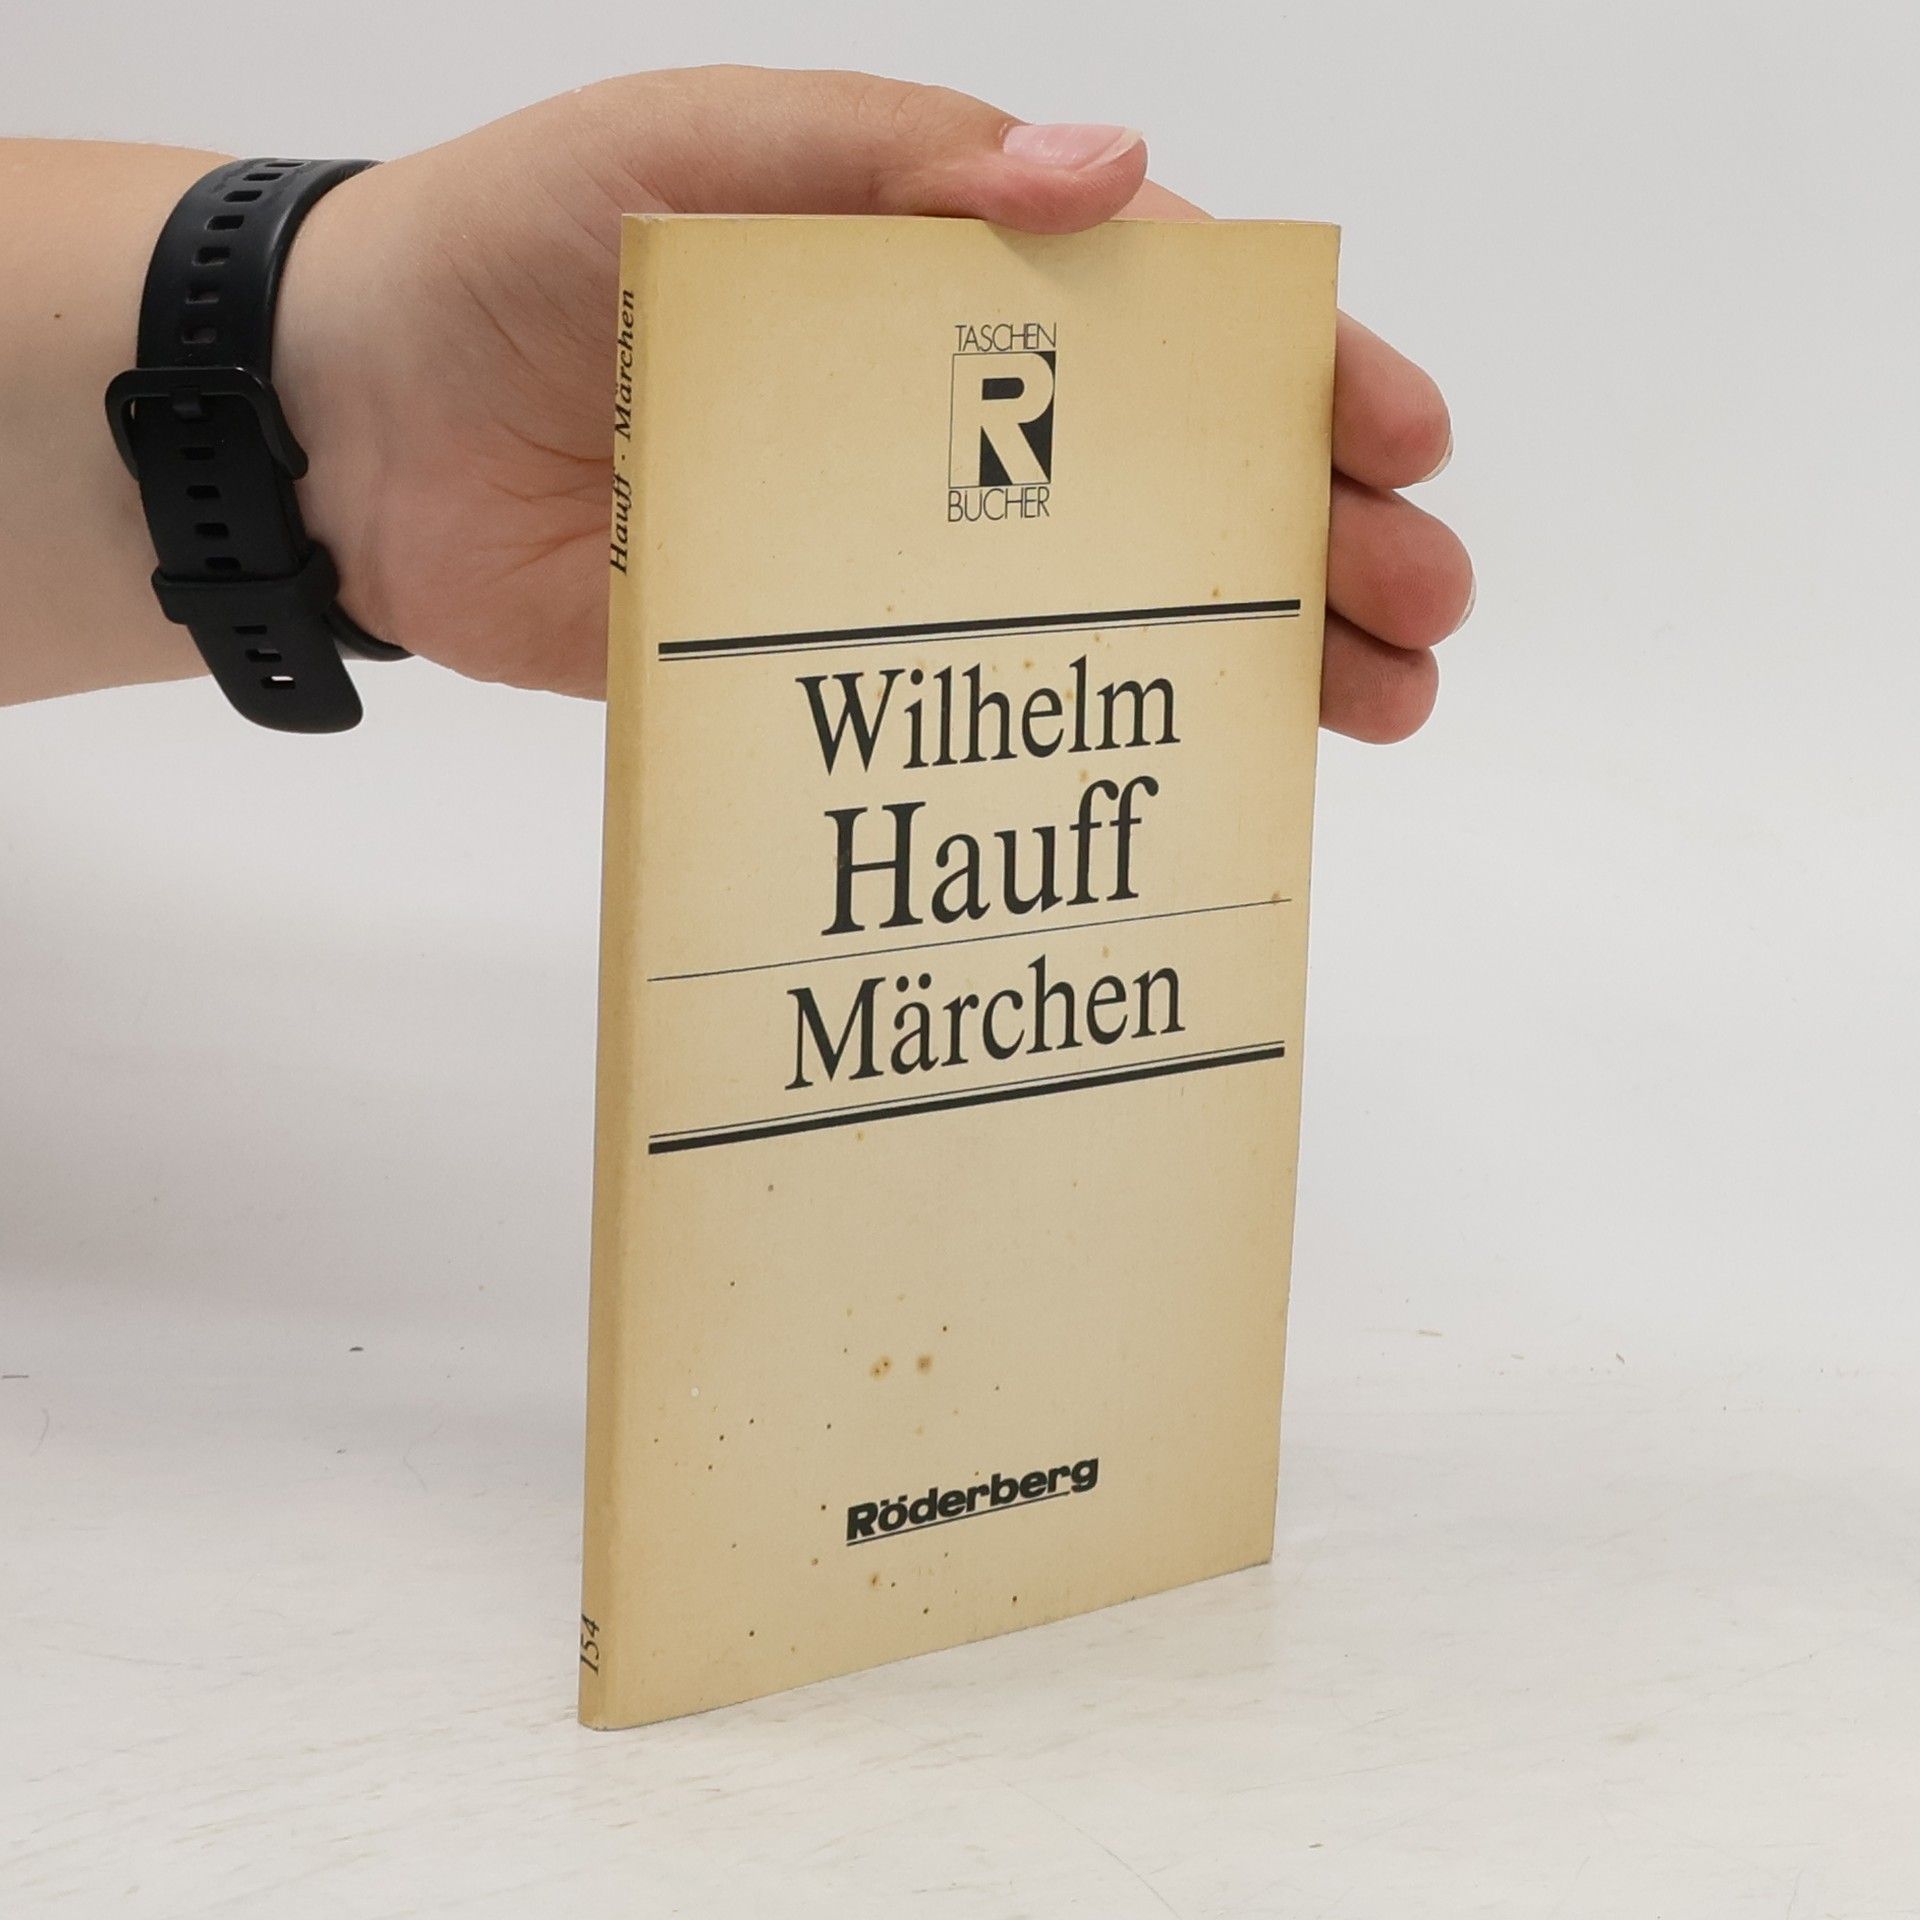 Hauff · Märchen
154
TASCHEN
R
BÜCHER
Wilhelm
Hauff
Märchen
Röderberg